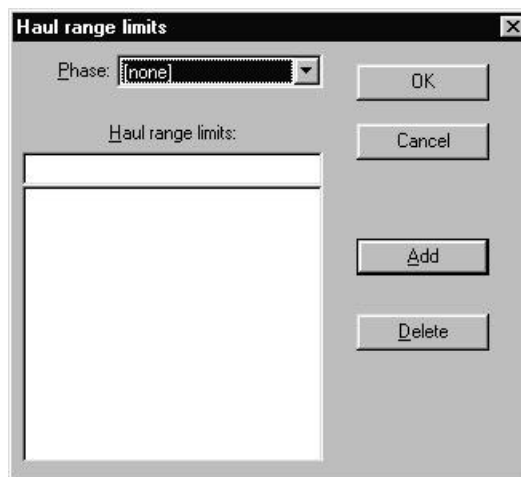 Haul range limits
Phase: [none]
OK
Haul range limits:
Cancel
Add
Delete